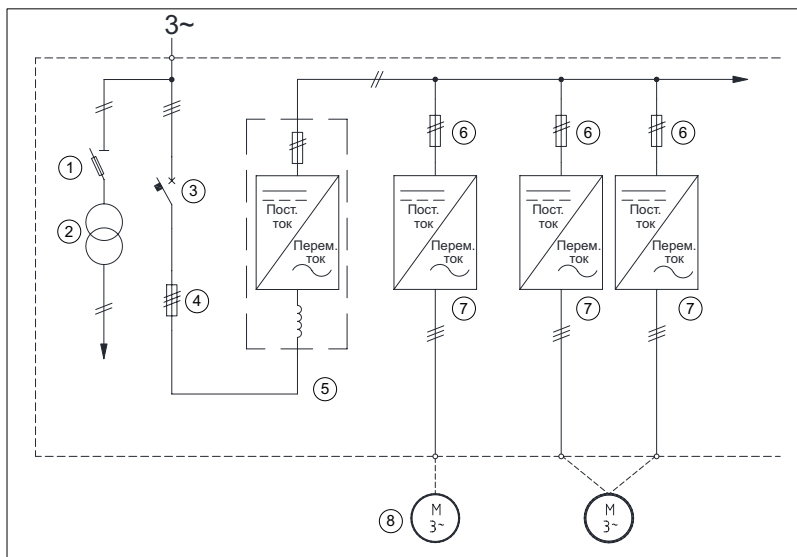 3~
1
2
3
4
5
6
6
6
7
7
7
8
Пост.
ток
Перем.
ток
Пост.
ток
Перем.
ток
Пост.
ток
Перем.
ток
Пост.
ток
Перем.
ток
M
3~
M
3~